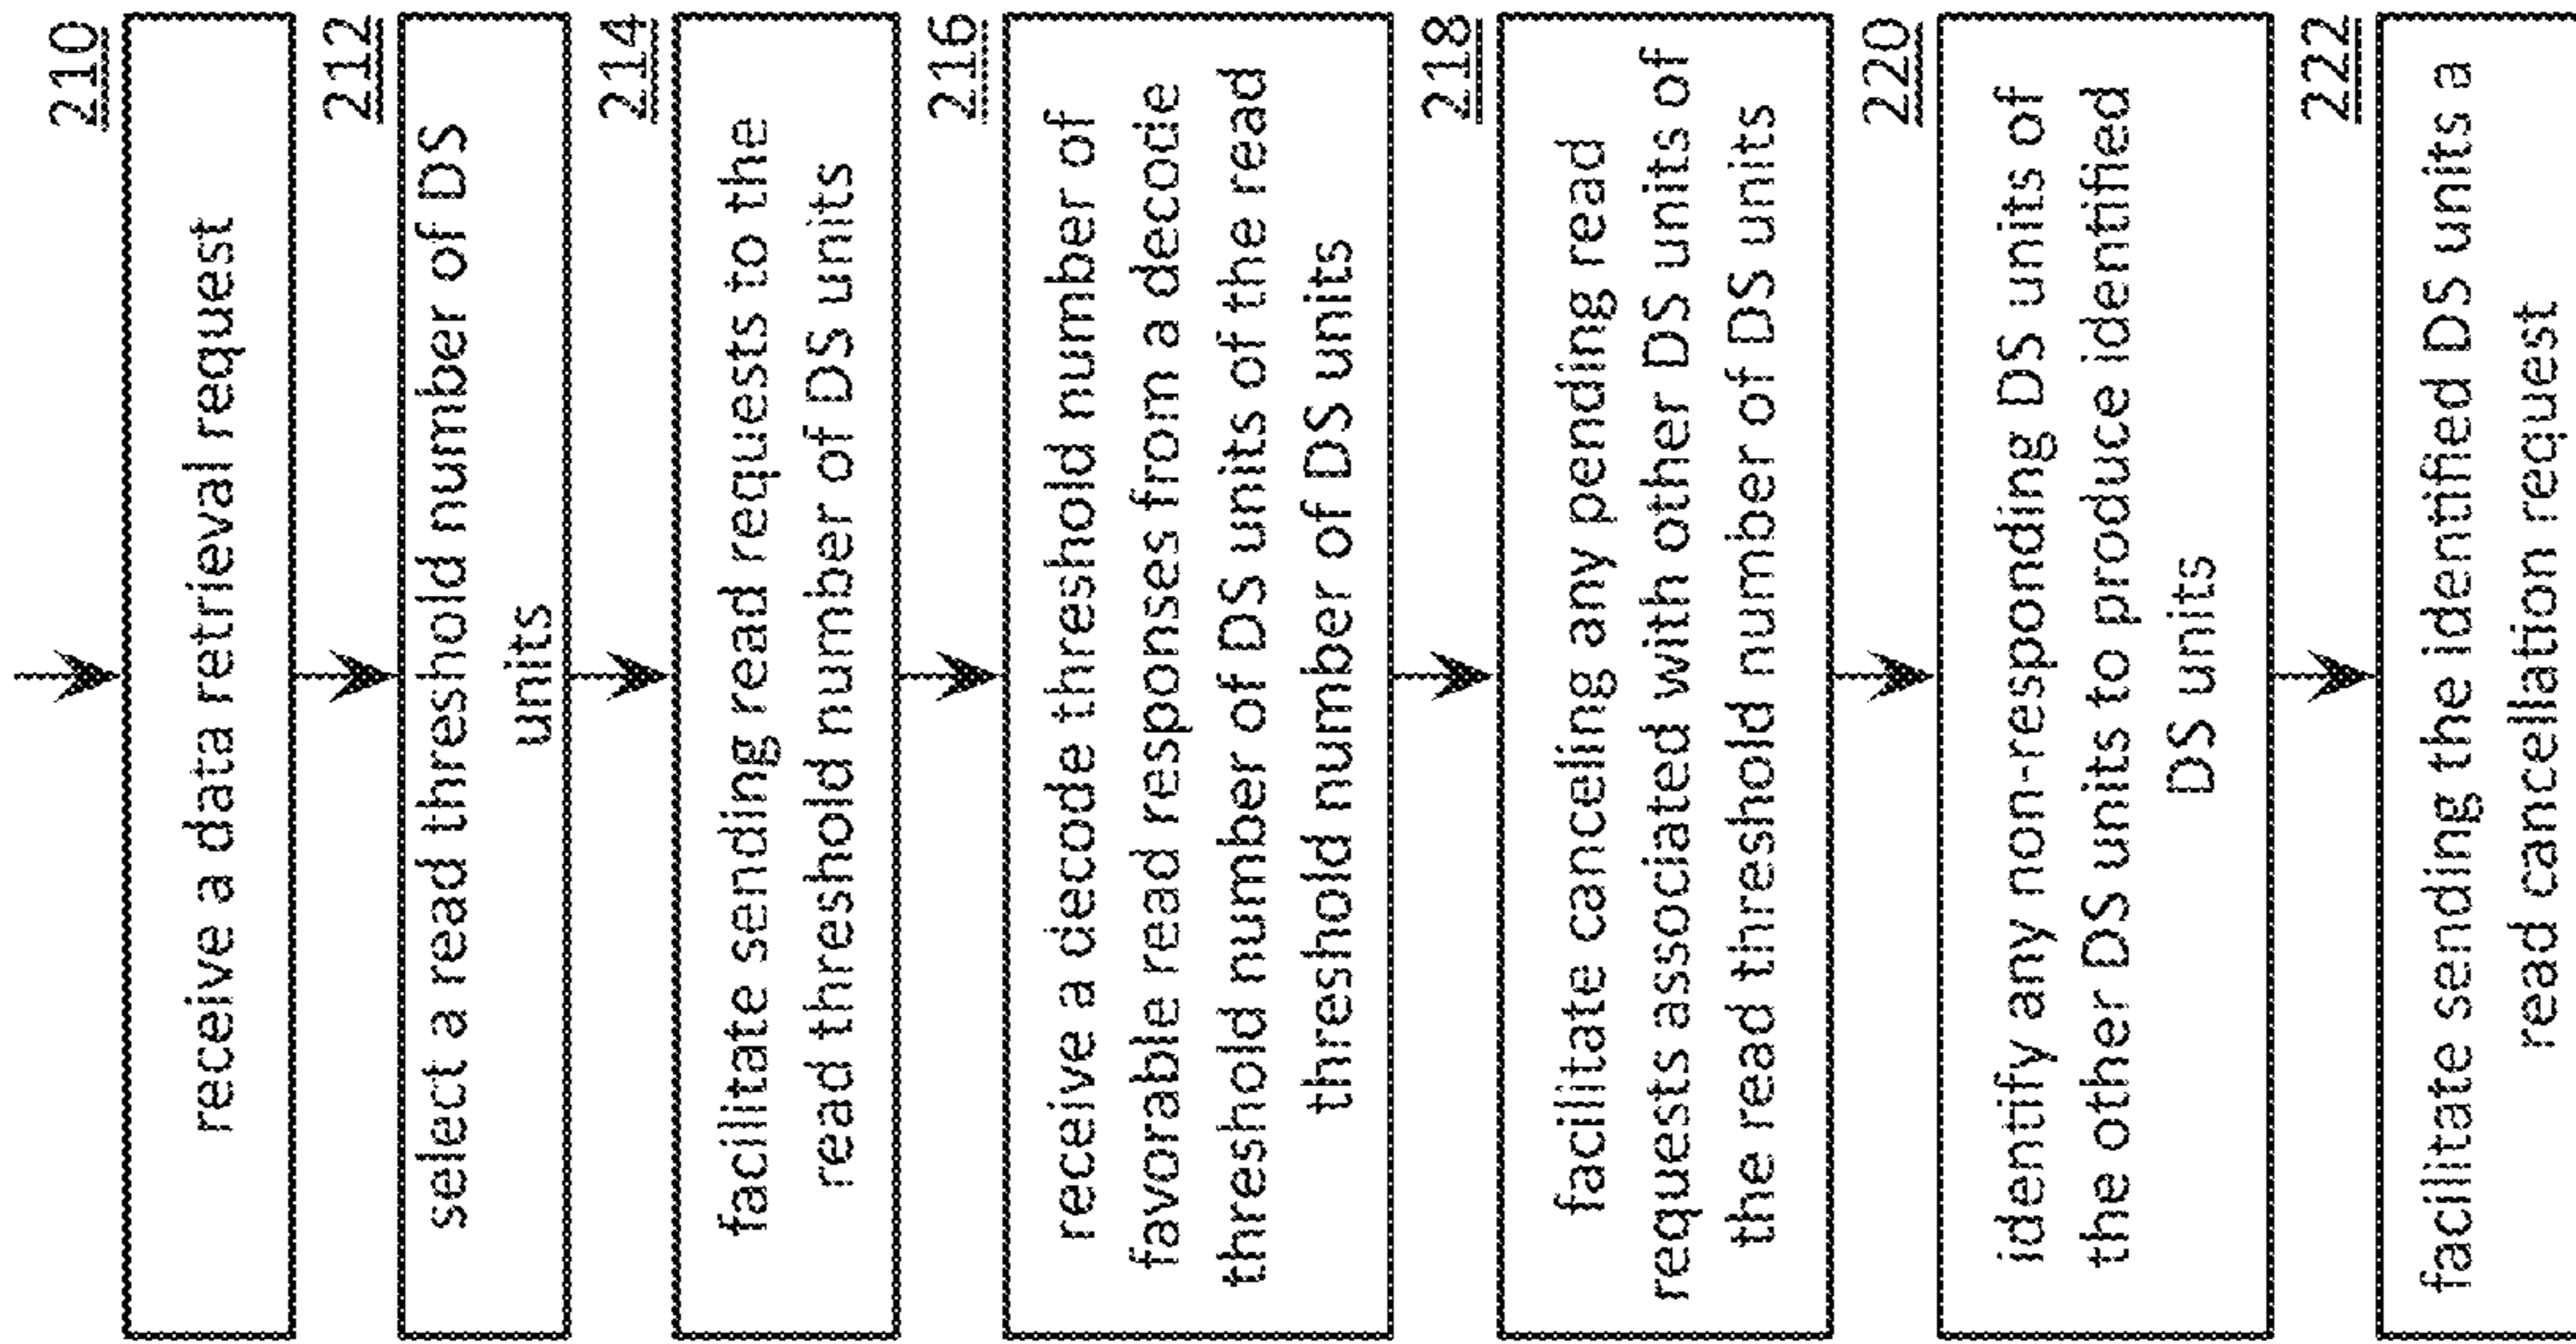 210
receive a data retrieval request
212
select a read threshold number of DS
units
214
facilitate sending read requests to the
read threshold number of DS units
216
receive a decode threshold number of
favorable read responses from a decode
threshold number of DS units of the read
threshold number of DS units
218
facilitate canceling any pending read
requests associated with other DS units of
the read threshold number of DS units
220
identify any non-responding DS units of
the other DS units to produce identified
DS units
222
facilitate sending the identified DS units a
read cancellation request